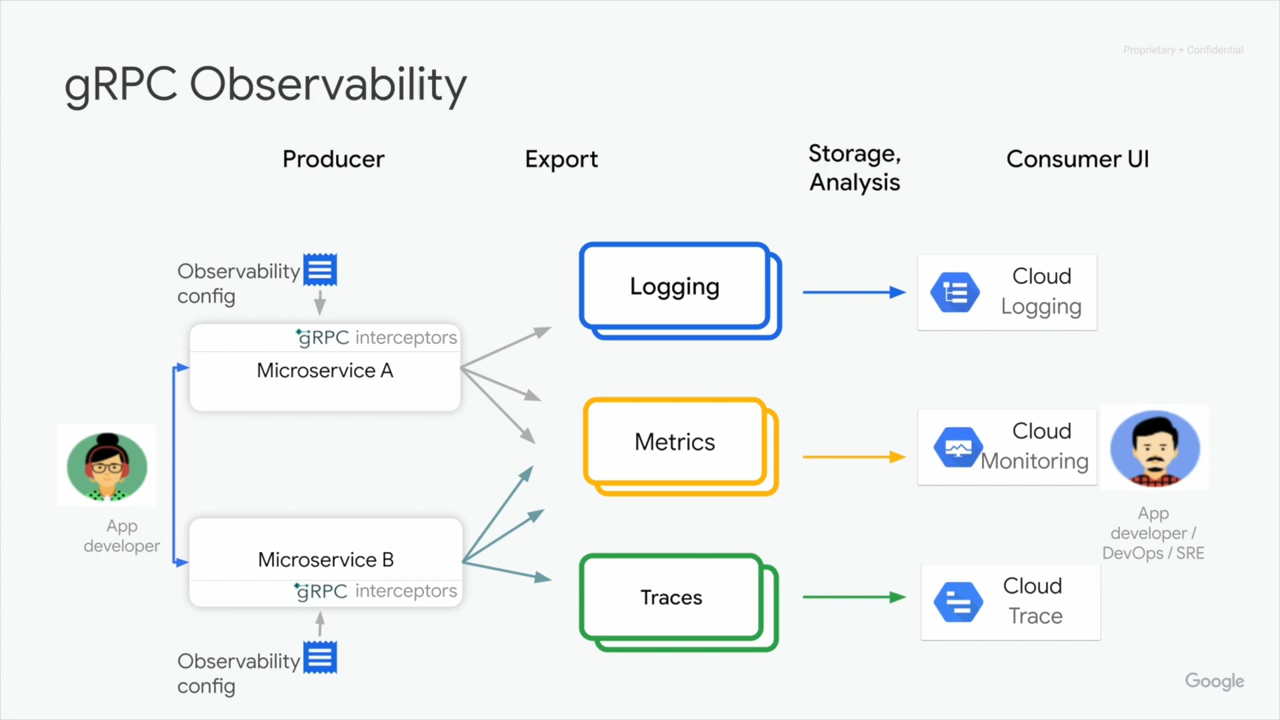 Proprietary + Confidential
gRPC Observability
Producer
Export
Storage,
Analysis
Consumer UI
Observability
config
gRPC interceptors
Microservice A
App
developer
Microservice B
gRPC interceptors
Observability
config
Logging
Metrics
Traces
Cloud
Logging
Cloud
Monitoring
App
developer /
DevOps / SRE
Cloud
Trace
Google